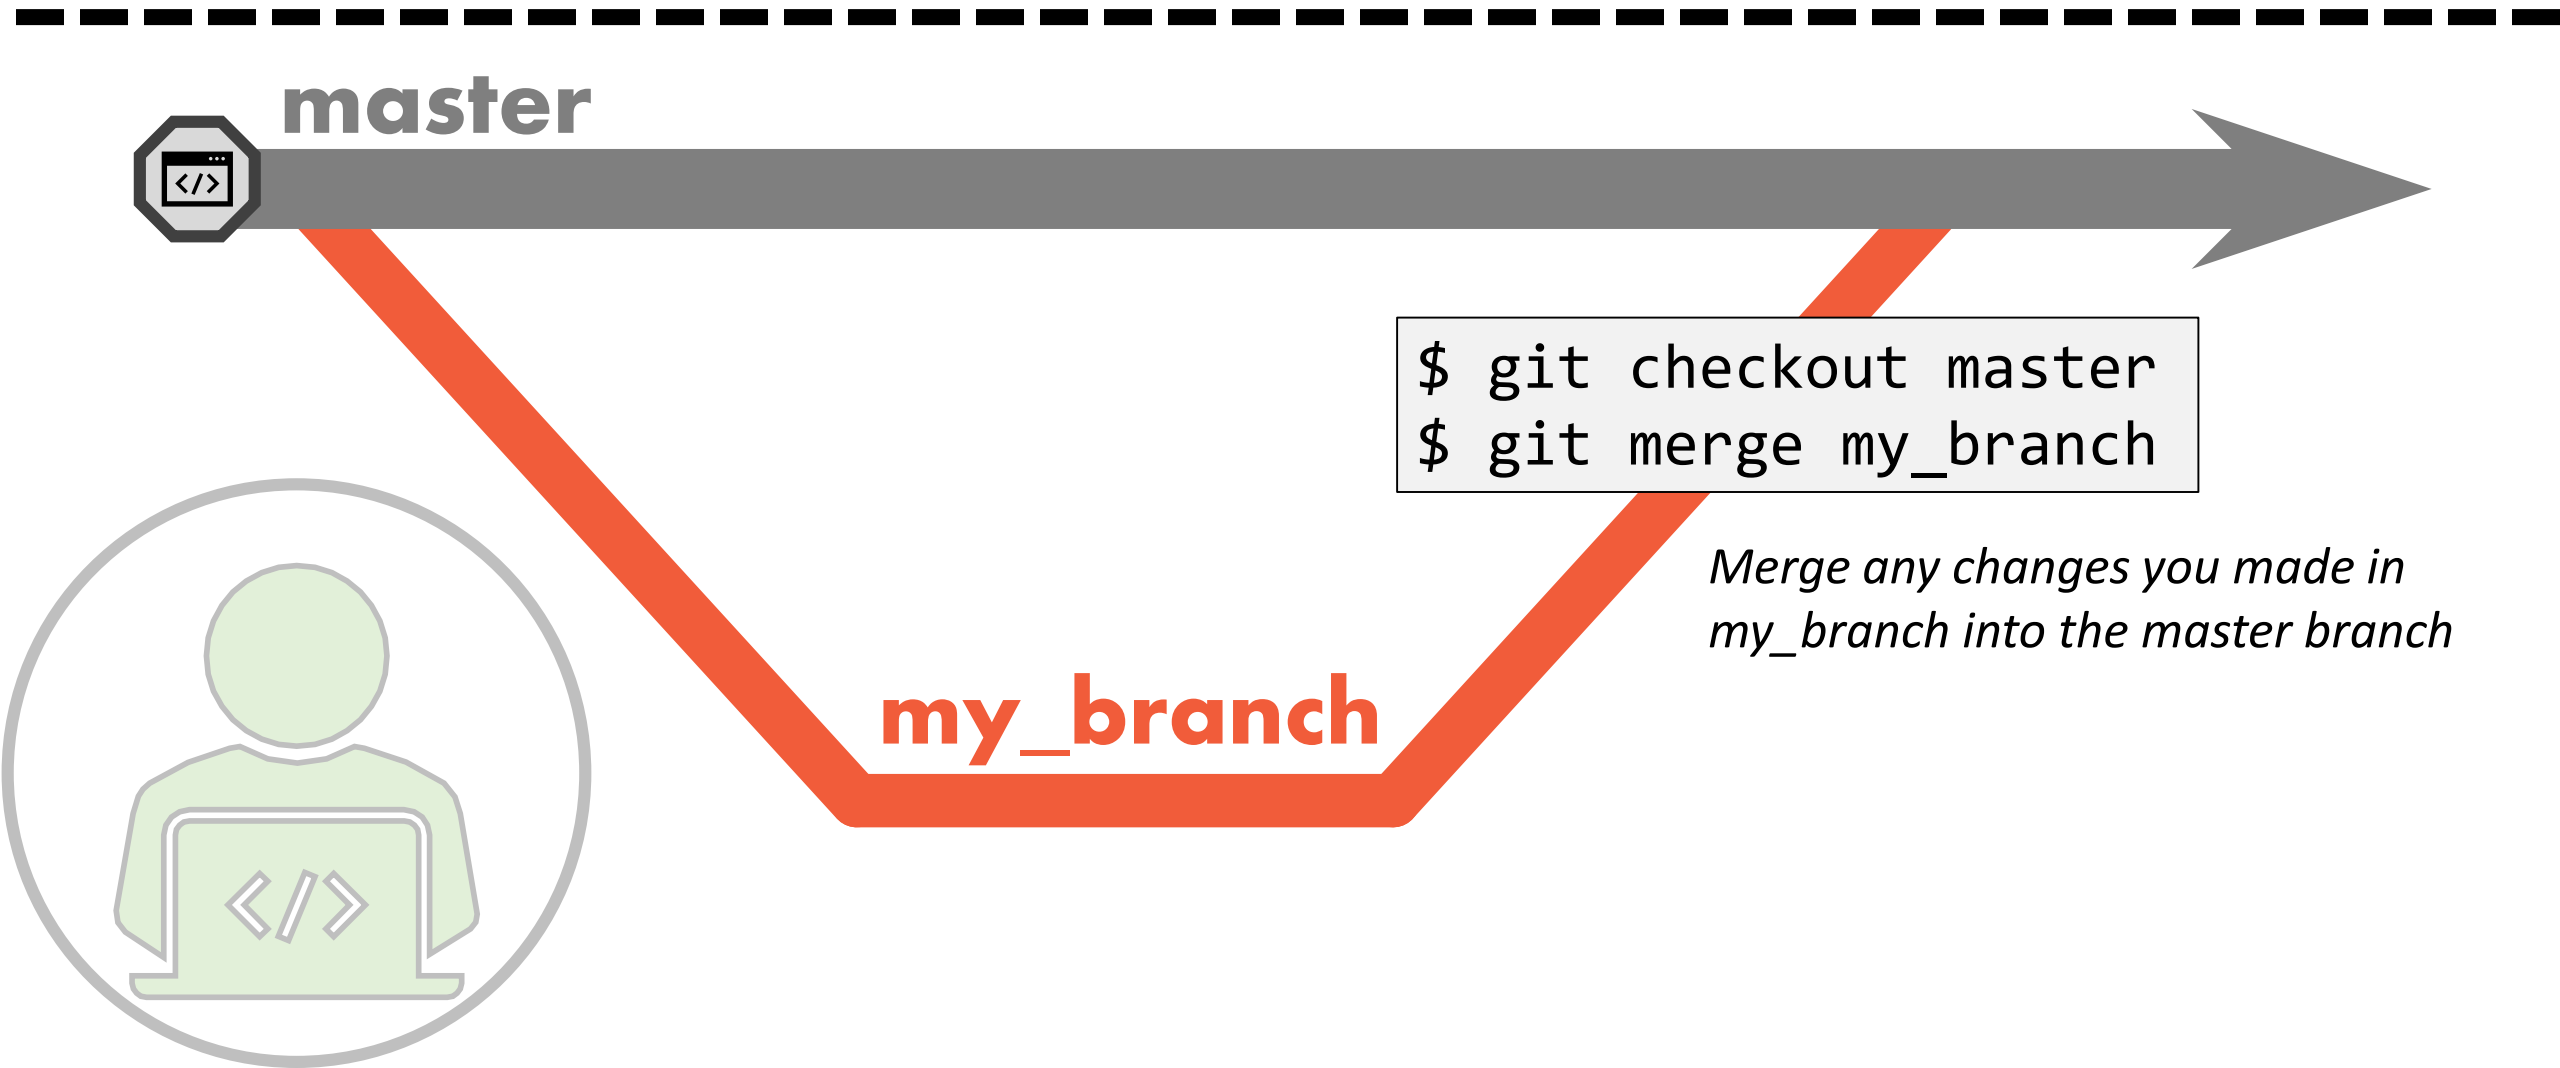 master
</>
$ git checkout master
$ git merge my_branch
Merge any changes you made in
my_branch into the master branch
my_branch
</>